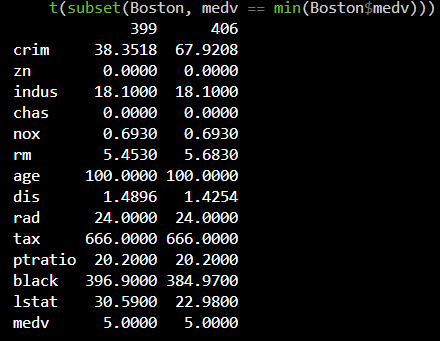 t(subset(Boston, medv == min(Boston$medv)))
399 406
crim 38.3518 67.9208
zn 0.0000 0.0000
indus 18.1000 18.1000
chas 0.0000 0.0000
nox 0.6930 0.6930
rm 5.4530 5.6830
age 100.0000 100.0000
dis 1.4896 1.4254
rad 24.0000 24.0000
tax 666.0000 666.0000
ptratio 20.2000 20.2000
black 396.9000 384.9700
lstat 30.5900 22.9800
medv 5.0000 5.0000